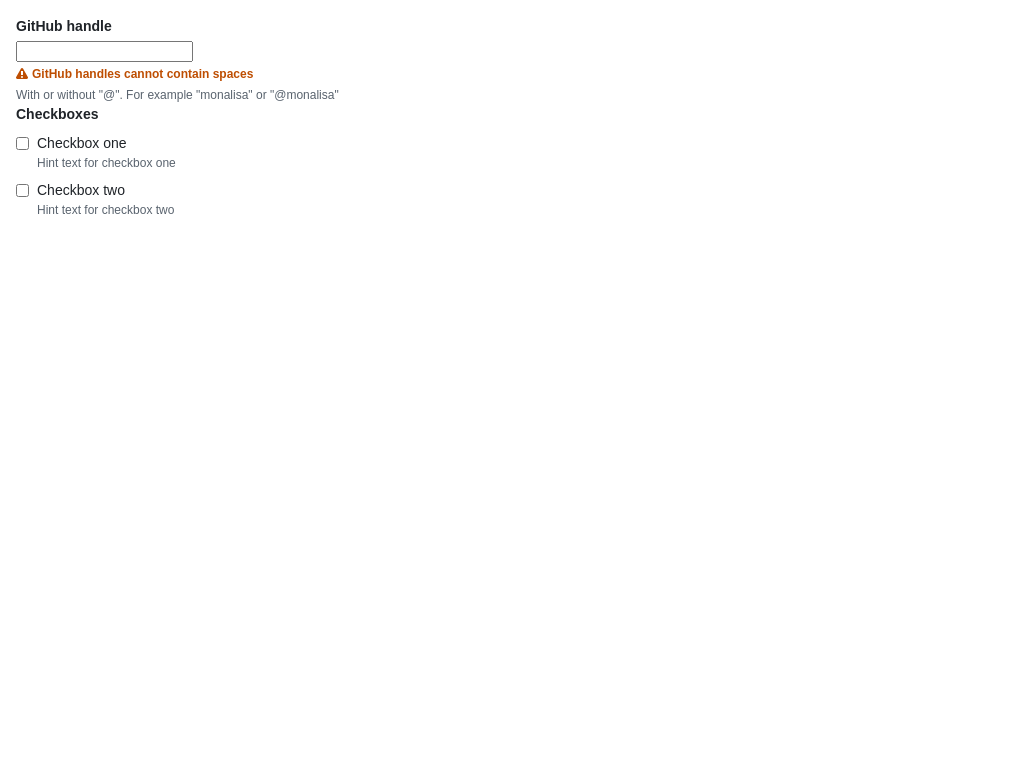 GitHub handle
GitHub handles cannot contain spaces
With or without "@". For example "monalisa" or "@monalisa"
Checkboxes
Checkbox one
Hint text for checkbox one
Checkbox two
Hint text for checkbox two